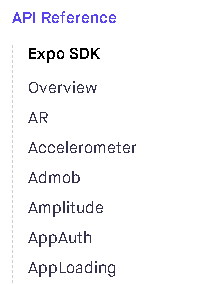 API Reference
Expo SDK
Overview
AR
Accelerometer
Admob
Amplitude
AppAuth
AppLoading